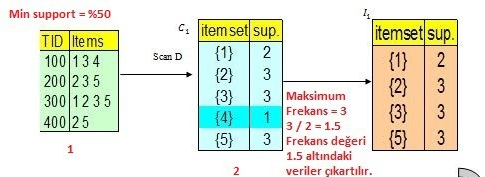 Min support = %50
TID Items
100 1 3 4
200 2 3 5
300 1 2 3 5
400 2 5
1
Scan D
C1
itemset sup.
{1} 2
{2} 3
{3} 3
{4} 1
{5} 3
2
Maksimum
Frekans = 3
3 / 2 = 1.5
Frekans değeri
1.5 altındaki
veriler çıkartılır.
I1
itemset sup.
{1} 2
{2} 3
{3} 3
{5} 3